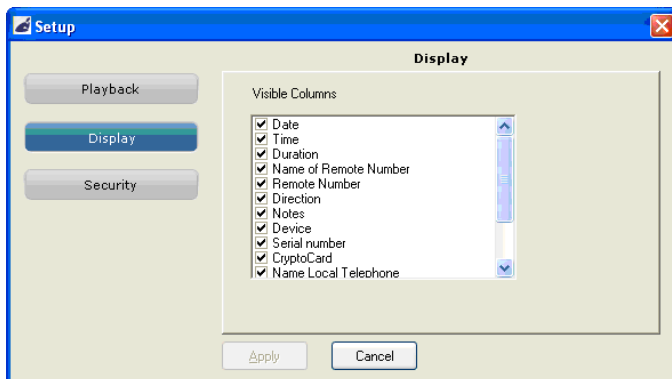 Setup
Display
Playback
Display
Security
Visible Columns
Date
Time
Duration
Name of Remote Number
Remote Number
Direction
Notes
Device
Serial number
CryptoCard
Name Local Telephone
Apply
Cancel